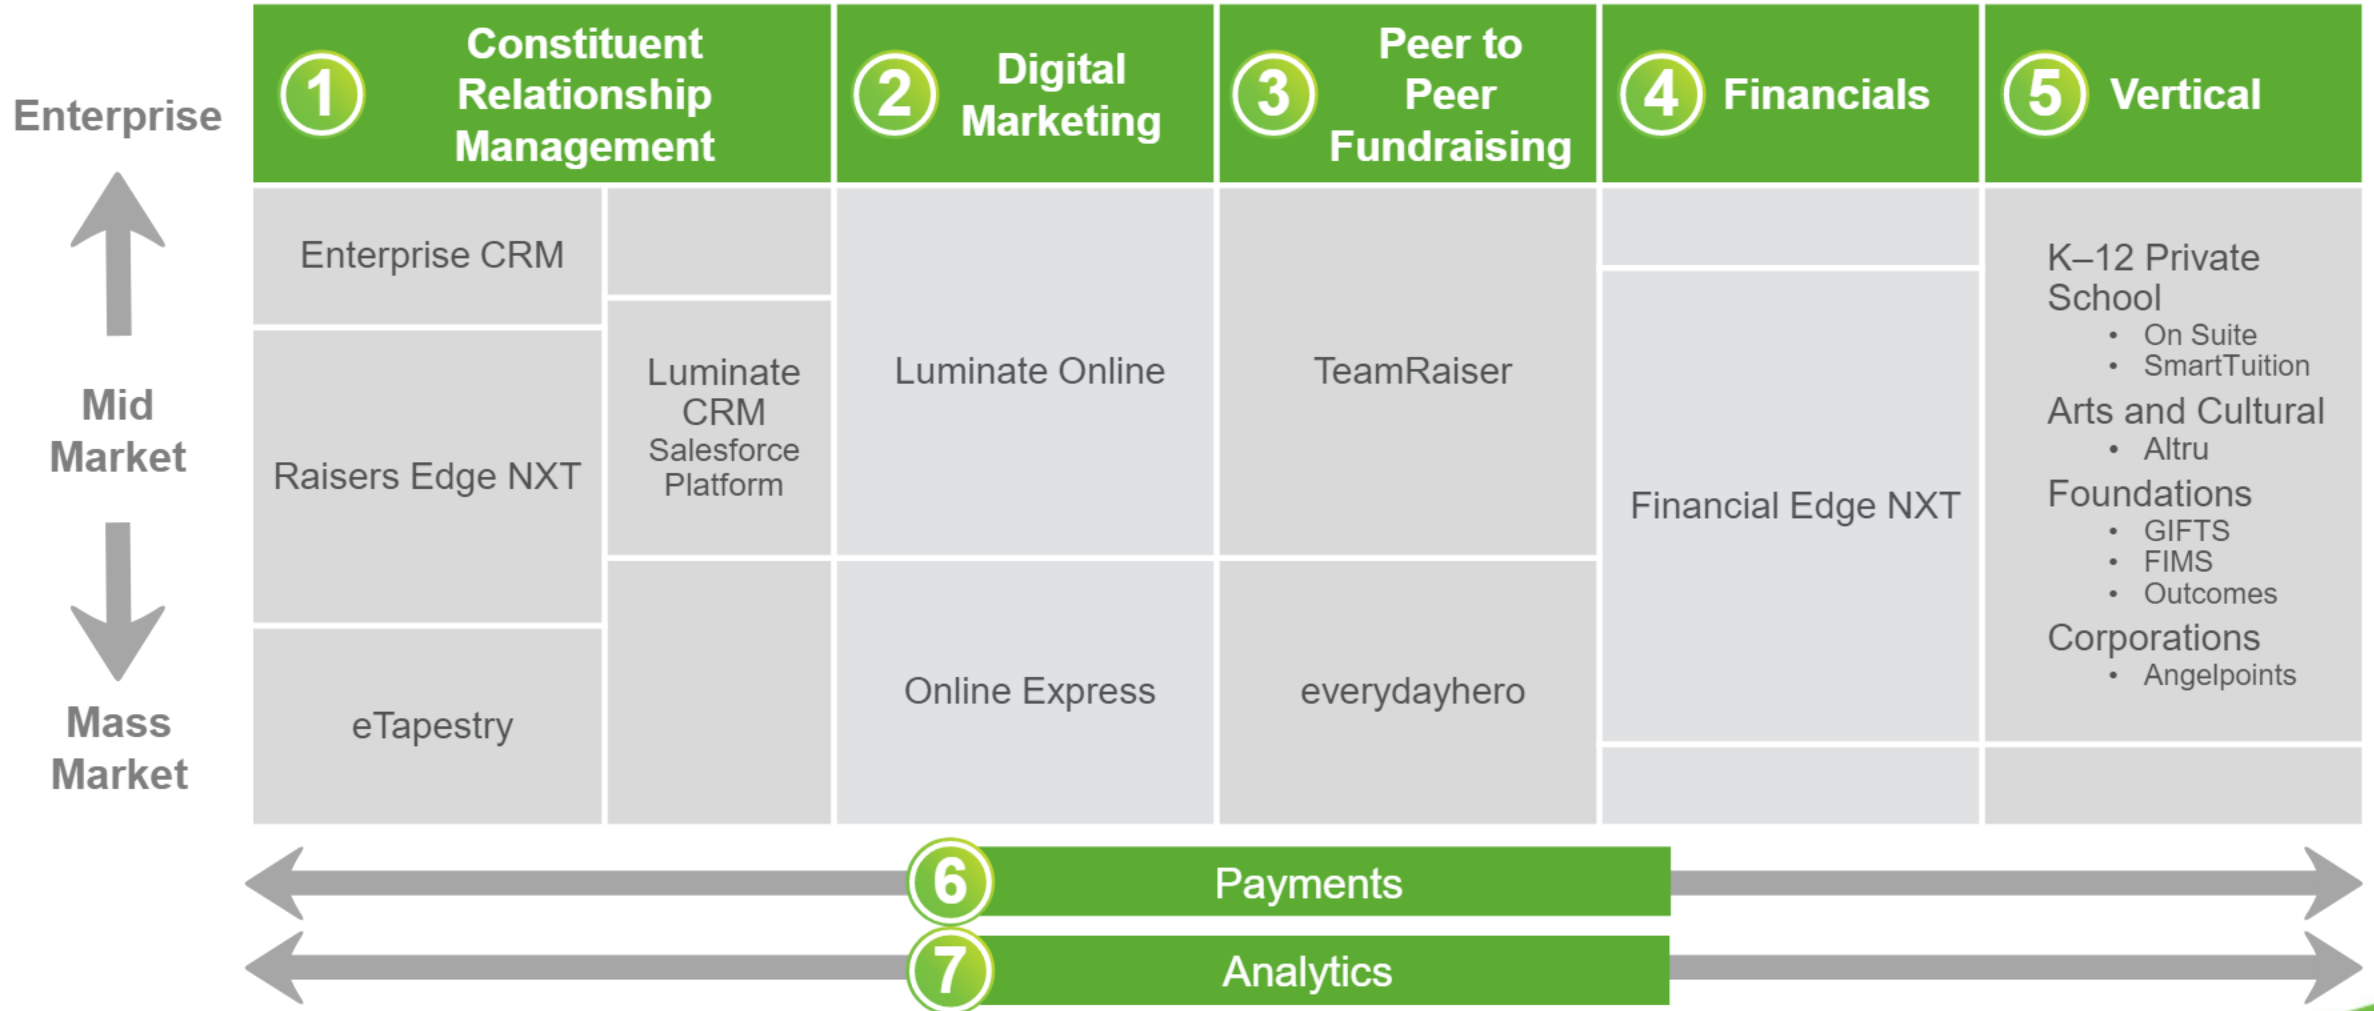 Enterprise
Mid
Market
Mass
Market
1
Constituent
Relationship
Management
2
Digital
Marketing
3
Peer to
Peer
Fundraising
4
Financials
5
Vertical
Enterprise CRM
Raisers Edge NXT
eTapestry
Luminate
CRM
Salesforce
Platform
Luminate Online
Online Express
TeamRaiser
everydayhero
Financial Edge NXT
K–12 Private
School
• On Suite
• SmartTuition
Arts and Cultural
• Altru
Foundations
• GIFTS
• FIMS
• Outcomes
Corporations
• Angelpoints
6
Payments
7
Analytics